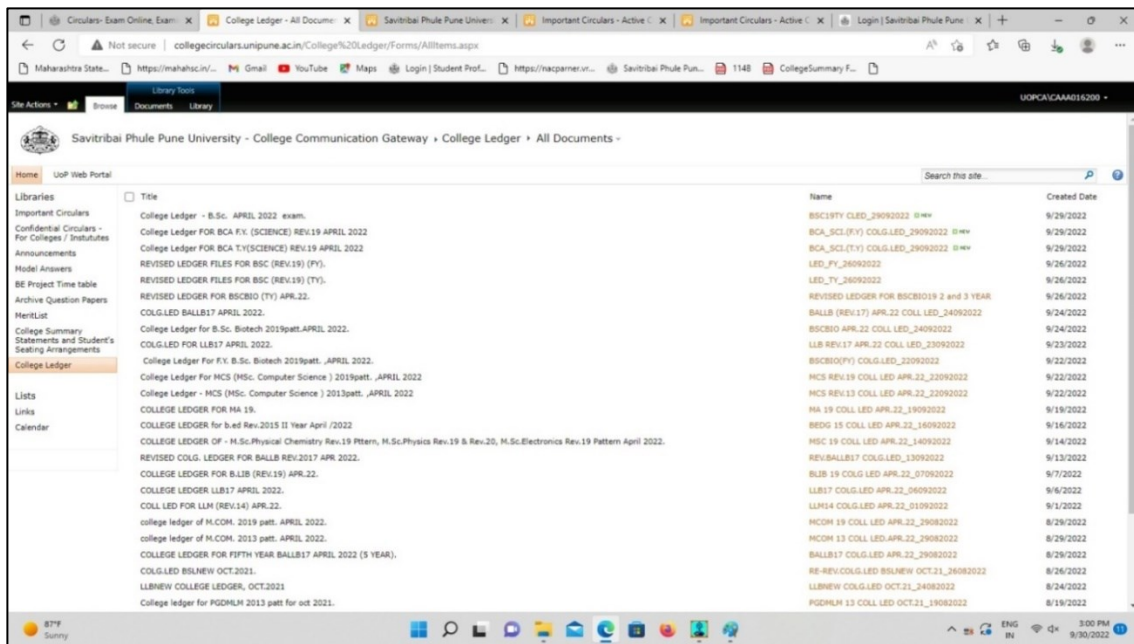 Circulars- Exam Online, Exam
College Ledger - All Documen
Savitribai Phule Pune Univers
Important Circulars - Active C
Important Circulars - Active C
Login | Savitribai Phule Pune
Not secure | collegecirculars.unipune.ac.in/College%20Ledger/Forms/AllItems.aspx
Maharashtra State... https://mahahsc.in/... Gmail YouTube Maps Login | Student Prof... https://nacparner.vr... Savitribai Phule Pun... 1148 CollegeSummary F...
Library Tools
Site Actions Browse Documents Library UOPCA\CAAA016200
Savitribai Phule Pune University - College Communication Gateway › College Ledger › All Documents
Home UoP Web Portal Search this site...
Libraries
Important Circulars
Confidential Circulars -
For Colleges / Instututes
Announcements
Model Answers
BE Project Time table
Archive Question Papers
MeritList
College Summary
Statements and Student's
Seating Arrangements
College Ledger
Lists
Links
Calendar
Title Name Created Date
College Ledger - B.Sc. APRIL 2022 exam. BSC19TY CLED_29092022 NEW 9/29/2022
College Ledger FOR BCA F.Y. (SCIENCE) REV.19 APRIL 2022 BCA_SCI.(F.Y) COLG.LED_29092022 NEW 9/29/2022
College Ledger FOR BCA T.Y(SCIENCE) REV.19 APRIL 2022 BCA_SCI.(T.Y) COLG.LED_29092022 NEW 9/29/2022
REVISED LEDGER FILES FOR BSC (REV.19) (FY). LED_FY_26092022 9/26/2022
REVISED LEDGER FILES FOR BSC (REV.19) (TY). LED_TY_26092022 9/26/2022
REVISED LEDGER FOR BSCBIO (TY) APR.22. REVISED LEDGER FOR BSCBIO19 2 and 3 YEAR 9/26/2022
COLG.LED BALLB17 APRIL 2022. BALLB (REV.17) APR.22 COLL LED_24092022 9/24/2022
College Ledger for B.Sc. Biotech 2019patt.APRIL 2022. BSCBIO APR.22 COLL LED_24092022 9/24/2022
COLG.LED FOR LLB17 APRIL 2022. LLB REV.17 APR.22 COLL LED_23092022 9/23/2022
College Ledger For F.Y. B.Sc. Biotech 2019patt. ,APRIL 2022. BSCBIO(FY) COLG.LED_22092022 9/22/2022
College Ledger For MCS (MSc. Computer Science ) 2019patt. ,APRIL 2022 MCS REV.19 COLL LED APR.22_22092022 9/22/2022
College Ledger - MCS (MSc. Computer Science ) 2013patt. ,APRIL 2022 MCS REV.13 COLL LED APR.22_22092022 9/22/2022
COLLEGE LEDGER FOR MA 19. MA 19 COLL LED APR.22_19092022 9/19/2022
COLLEGE LEDGER for b.ed Rev.2015 II Year April /2022 BEDG 15 COLL LED APR.22_16092022 9/16/2022
COLLEGE LEDGER OF - M.Sc.Physical Chemistry Rev.19 Pttern, M.Sc.Physics Rev.19 & Rev.20, M.Sc.Electronics Rev.19 Pattern April 2022. MSC 19 COLL LED APR.22_14092022 9/14/2022
REVISED COLG. LEDGER FOR BALLB REV.2017 APR 2022. REV.BALLB17 COLG.LED_13092022 9/13/2022
COLLEGE LEDGER FOR B.LIB (REV.19) APR.22. BLIB 19 COLG LED APR.22_07092022 9/7/2022
COLLEGE LEDGER LLB17 APRIL 2022. LLB17 COLG.LED APR.22_06092022 9/6/2022
COLL LED FOR LLM (REV.14) APR.22. LLM14 COLG.LED APR.22_01092022 9/1/2022
college ledger of M.COM. 2019 patt. APRIL 2022. MCOM 19 COLL LED APR.22_29082022 8/29/2022
college ledger of M.COM. 2013 patt. APRIL 2022. MCOM 13 COLL LED.APR.22_29082022 8/29/2022
COLLEGE LEDGER FOR FIFTH YEAR BALLB17 APRIL 2022 (5 YEAR). BALLB17 COLG.LED APR.22_29082022 8/29/2022
COLG.LED BSLNEW OCT.2021. RE-REV.COLG.LED BSLNEW OCT.21_26082022 8/26/2022
LLBNEW COLLEGE LEDGER, OCT.2021 LLBNEW COLG.LED OCT.21_24082022 8/24/2022
College ledger for PGDMLM 2013 patt for oct 2021. PGDMLM 13 COLL LED OCT.21_19082022 8/19/2022
87°F
Sunny
ENG
IN
3:00 PM
9/30/2022